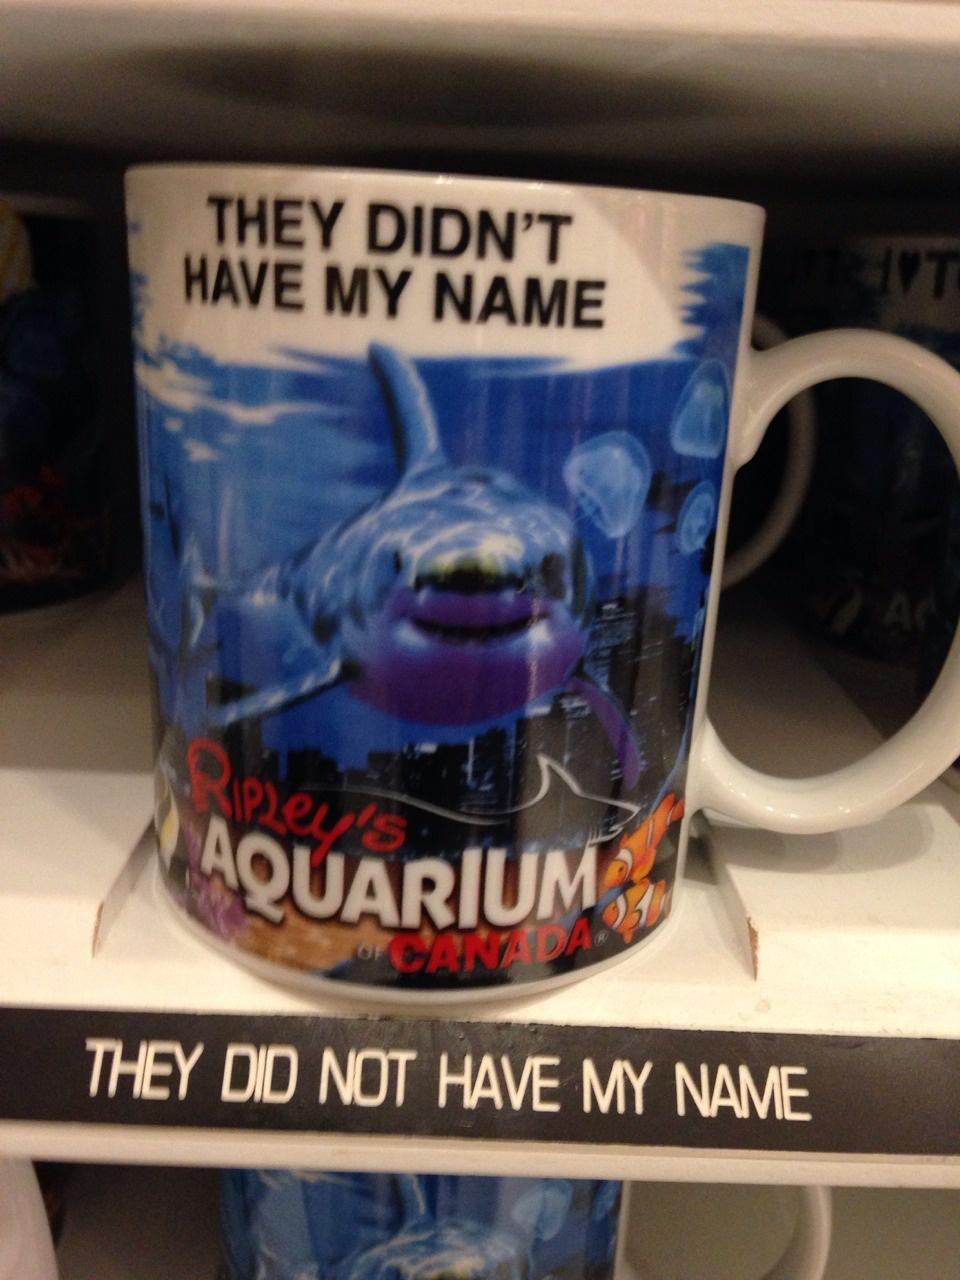 THEY DIDN'T
HAVE MY NAME
I♥T
RIPLEY'S
AQUARIUM
OF CANADA®
THEY DID NOT HAVE MY NAME